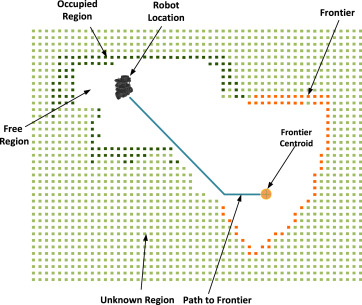 Occupied
Region
Robot
Location
Frontier
Free
Region
Frontier
Centroid
Unknown Region
Path to Frontier